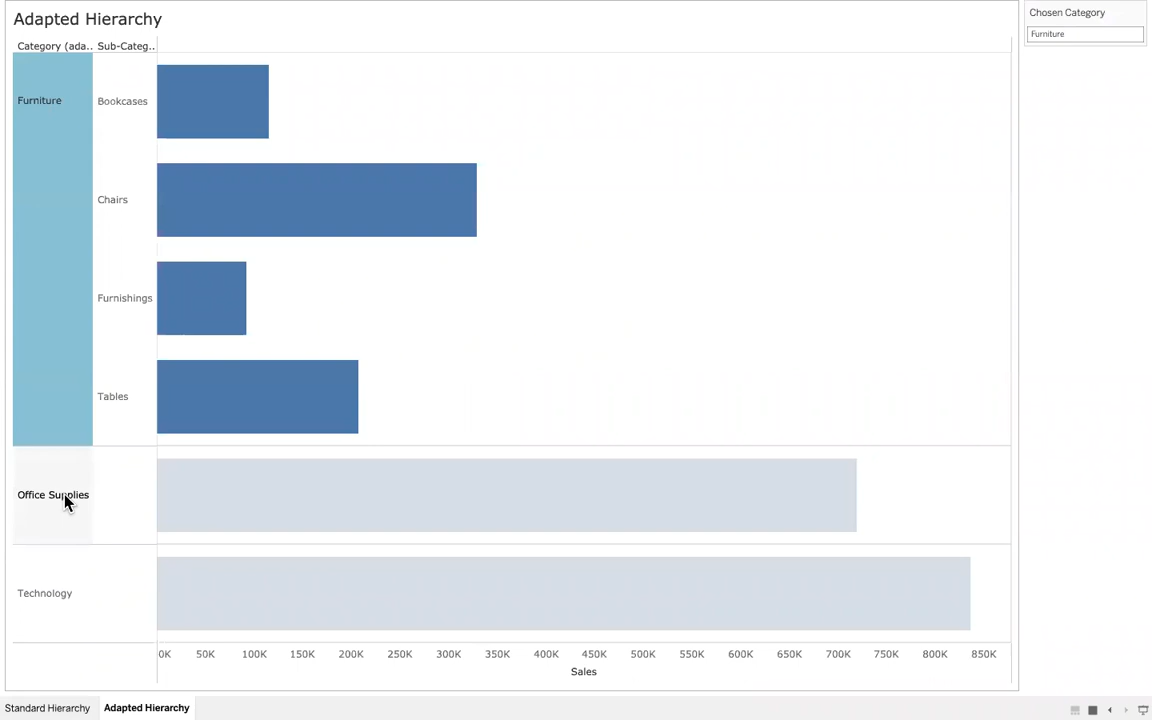 Adapted Hierarchy
Chosen Category
Furniture
Category (ada.. Sub-Categ..
Furniture Bookcases
Chairs
Furnishings
Tables
Office Supplies
Technology
0K 50K 100K 150K 200K 250K 300K 350K 400K 450K 500K 550K 600K 650K 700K 750K 800K 850K
Sales
Standard Hierarchy Adapted Hierarchy